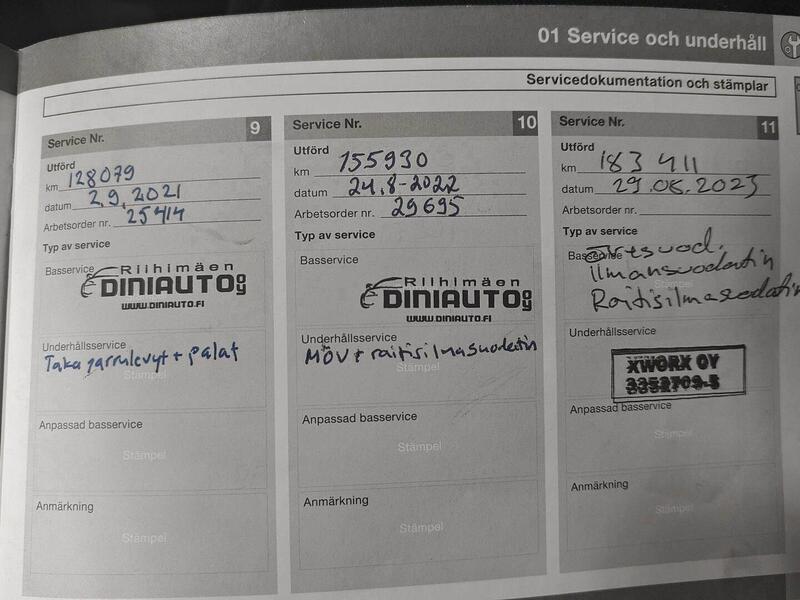 01 Service och underhåll
Servicedokumentation och stämplar
Service Nr. 9
Utförd
km 128079
datum 2.9.2021
Arbetsorder nr. 25414
Typ av service
Basservice
Riihimäen
DINIAUTO OY
WWW.DINIAUTO.FI
Underhållsservice
Taka jarrulevyt + palat
Stämpel
Anpassad basservice
Stämpel
Anmärkning
Stämpel
Service Nr. 10
Utförd
km 155930
datum 24.8-2022
Arbetsorder nr. 29695
Typ av service
Basservice
Riihimäen
DINIAUTO OY
WWW.DINIAUTO.FI
Underhållsservice
MÖV + raitisilmasuodatin
Stämpel
Anpassad basservice
Stämpel
Anmärkning
Stämpel
Service Nr. 11
Utförd
km 183 411
datum 29.06.2023
Arbetsorder nr.
Typ av service
Basservice
Ilmansuodatin
Raitisilmasuodatin
Underhållsservice
XWORX OY
3352709-5
Anpassad basservice
Stämpel
Anmärkning
Stämpel